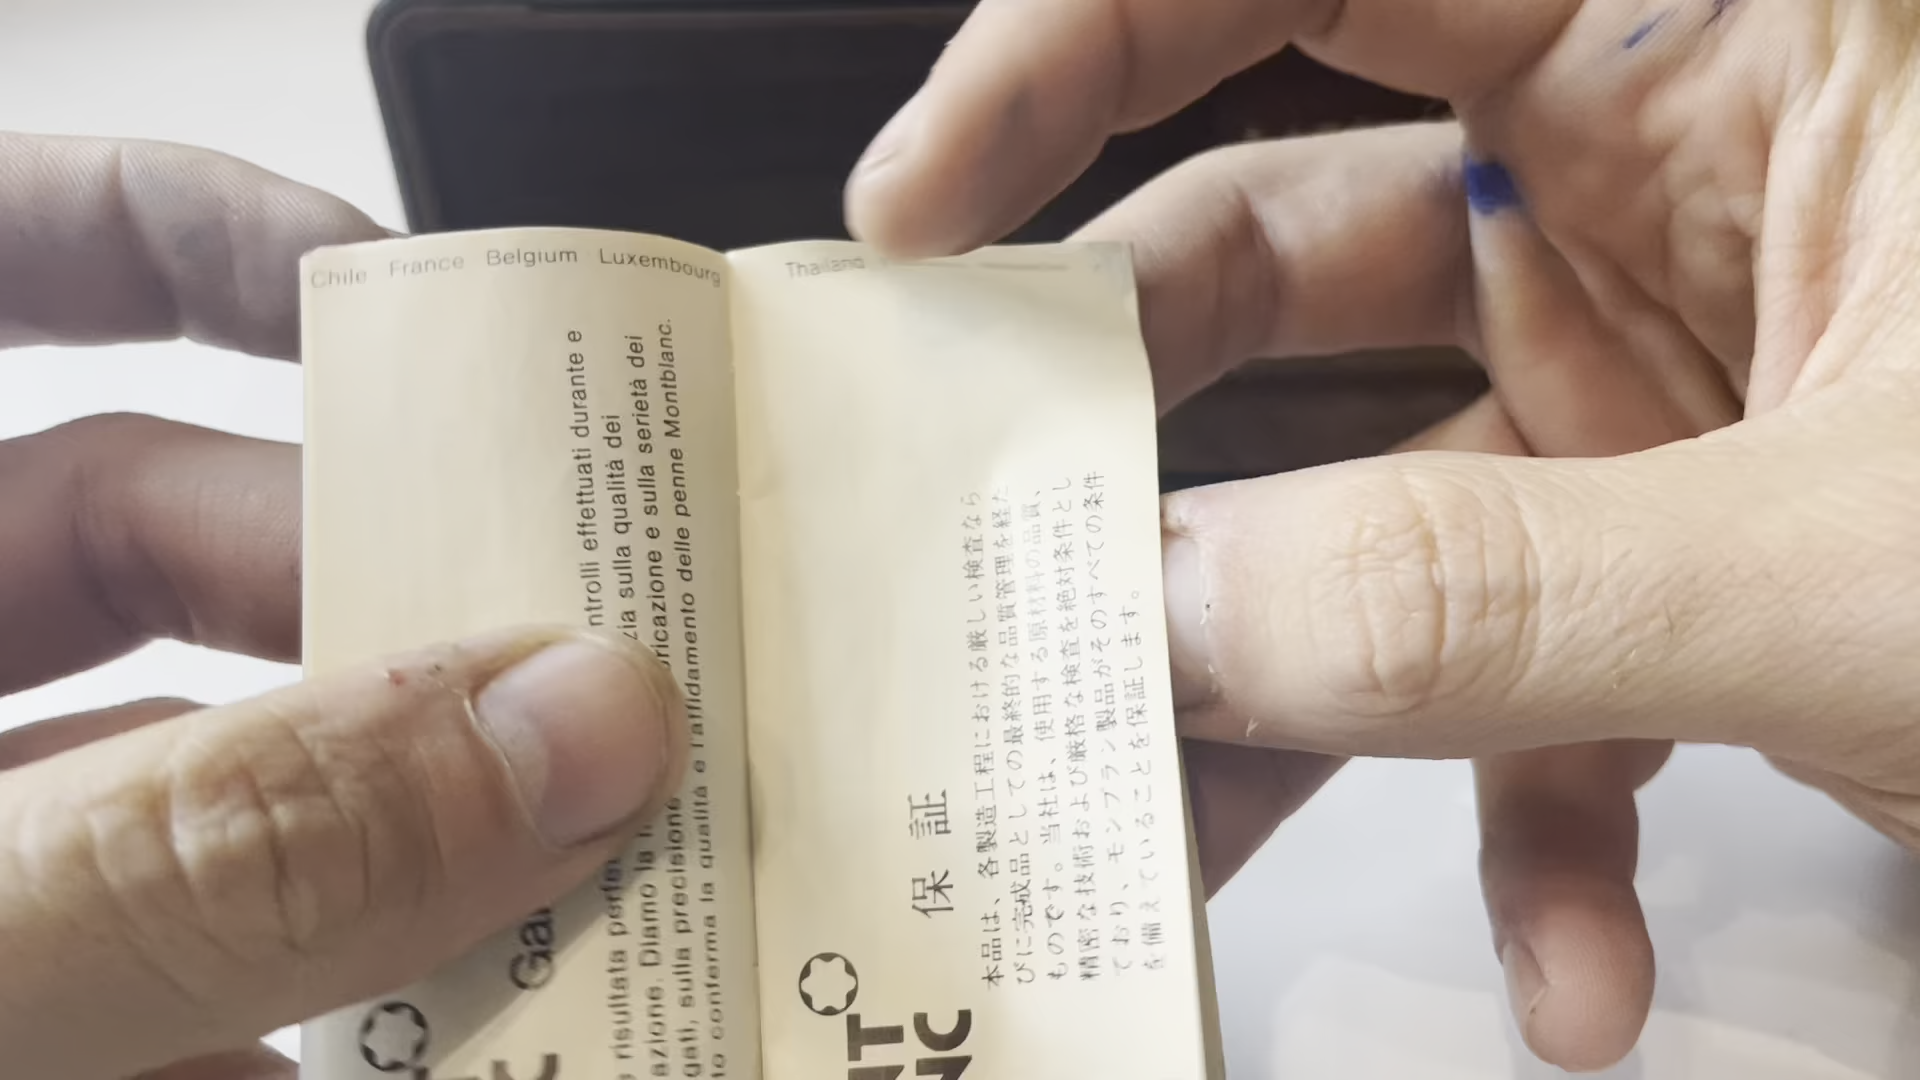 Chile France Belgium Luxembourg
Gar
ntrolli effettuati durante e
risultata perfe
zia sulla qualità dei
azione. Diamo la
ricazione e sulla serietà dei
gati, sulla precisione
conferma la qualità e l'affidamento delle penne Montblanc.
Thailand
NT
NC
保証
本品は、各製造工程における厳しい検査なら
びに完成品としての最終的な品質管理を経た
ものです。当社は、使用する原材料の品質、
精密な技術および厳格な検査を絶対条件とし
ており、モンブラン製品がそのすべての条件
を備えていることを保証します。